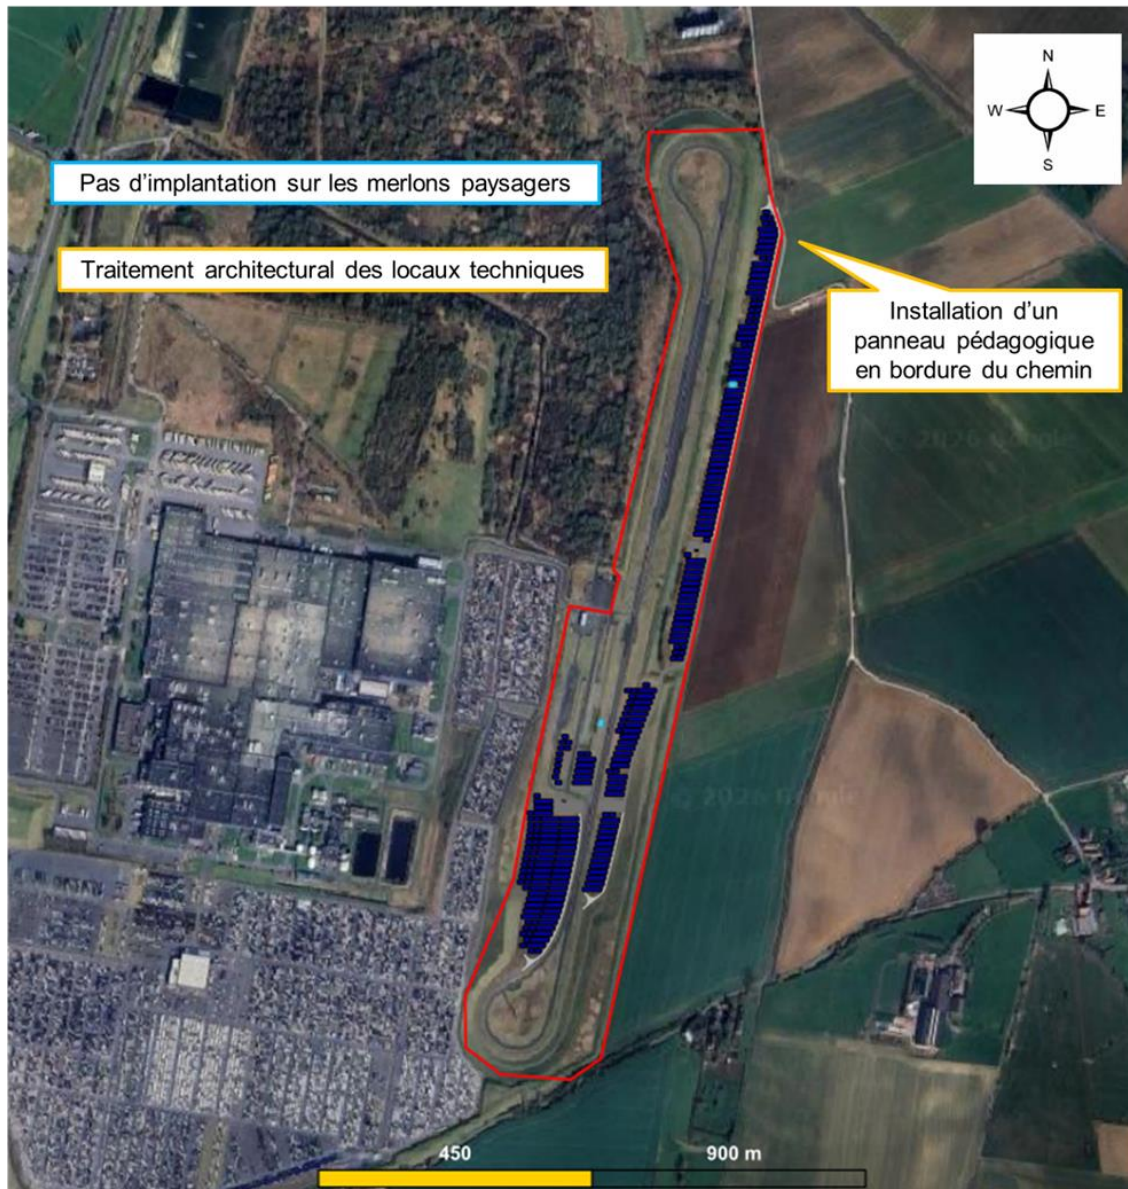 N
W E
S
Pas d’implantation sur les merlons paysagers
Traitement architectural des locaux techniques
Installation d’un
panneau pédagogique
en bordure du chemin
450 900 m